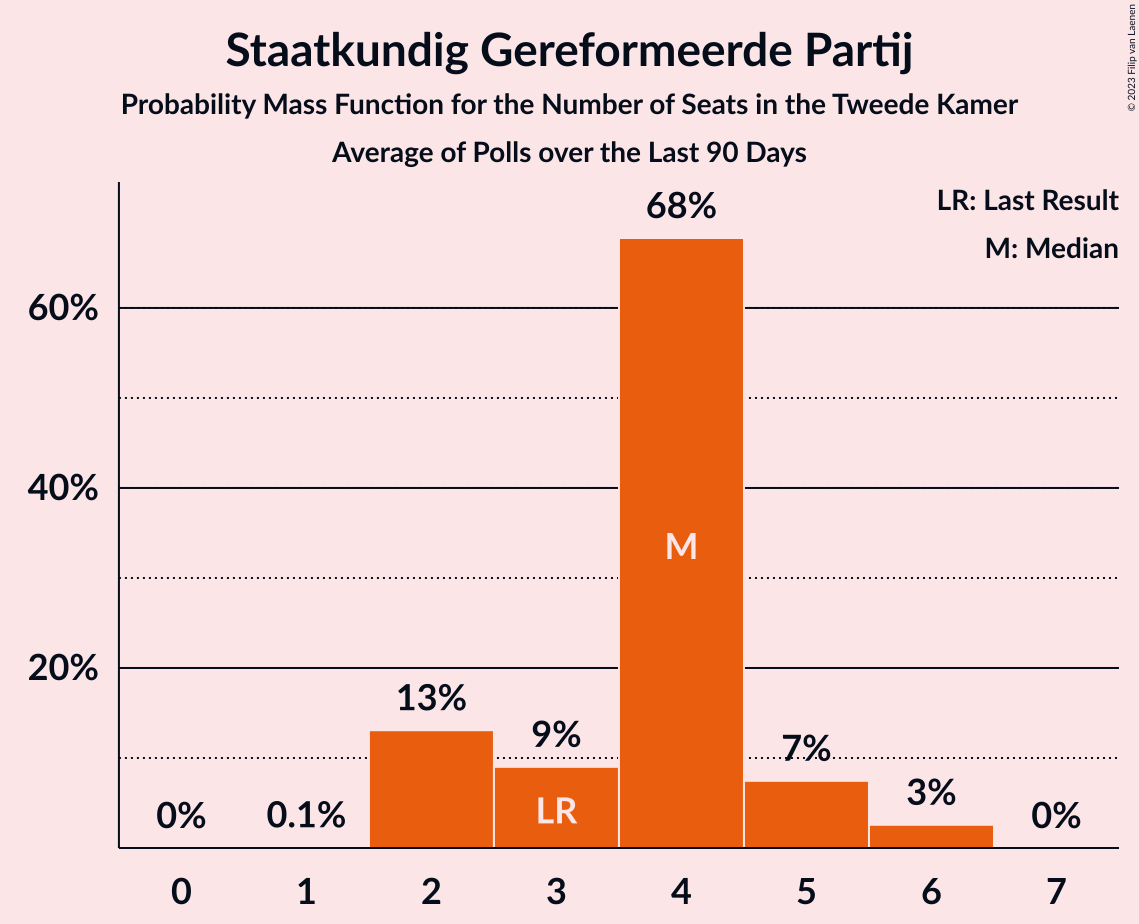 Staatkundig Gereformeerde Partij
Probability Mass Function for the Number of Seats in the Tweede Kamer
Average of Polls over the Last 90 Days
© 2023 Filip van Laenen
LR: Last Result
M: Median
68%
60%
40%
M
20%
13%
9%
7%
3%
0%
0.1%
LR
0%
0 1 2 3 4 5 6 7